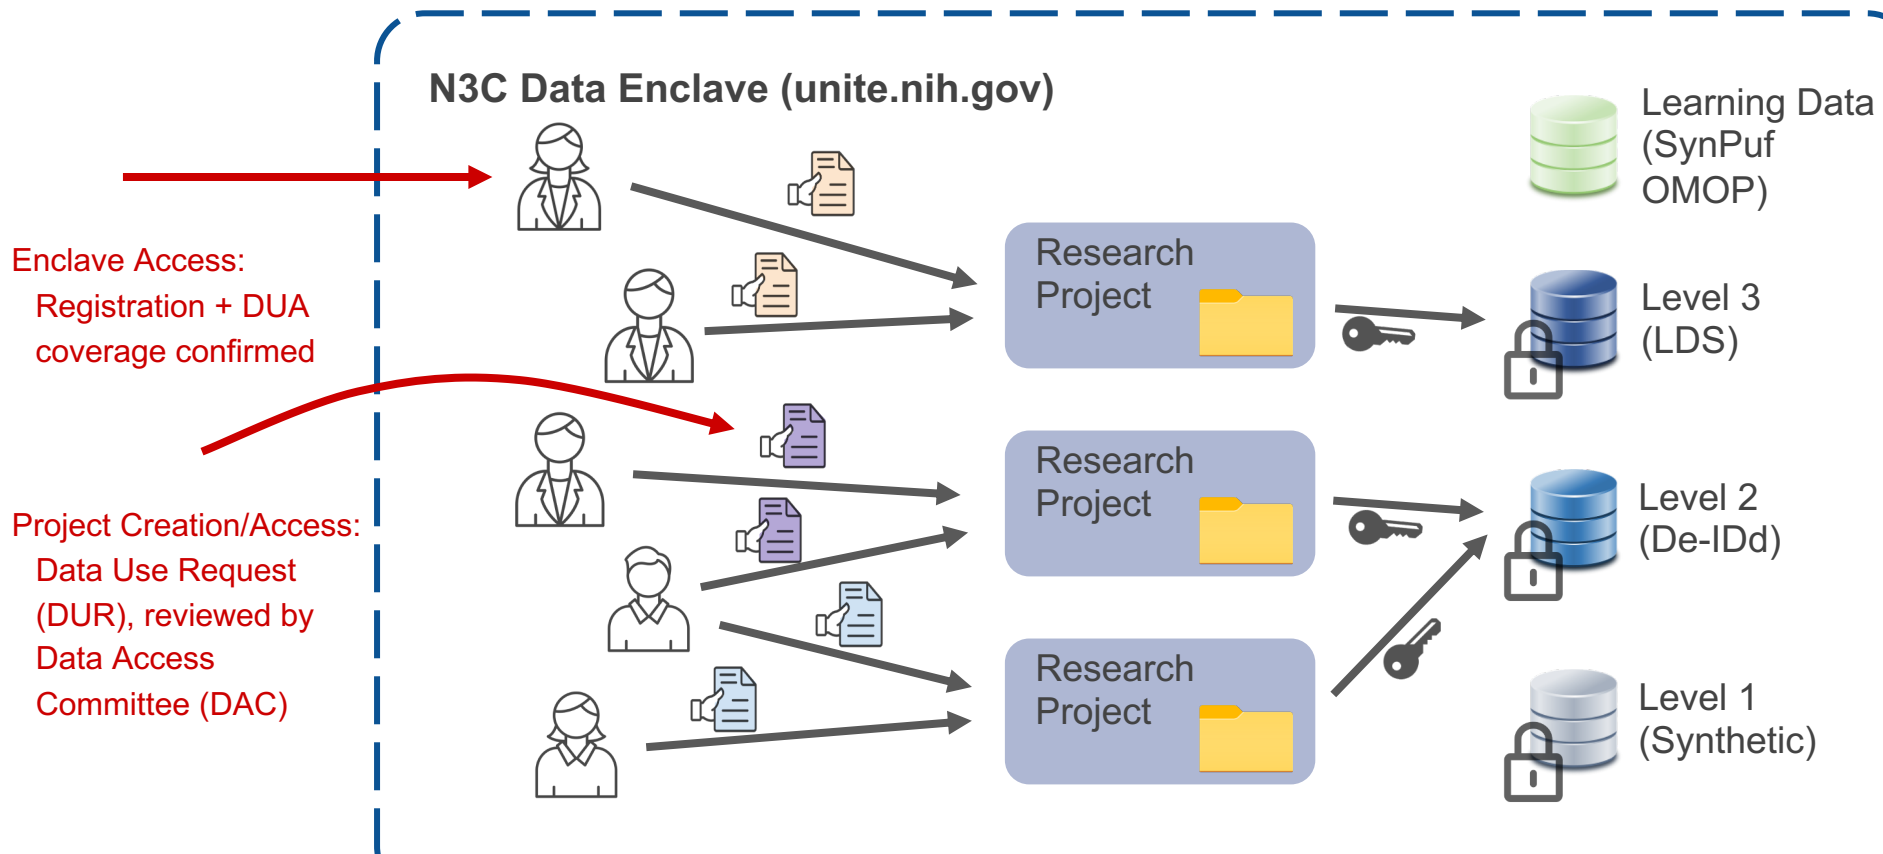 N3C Data Enclave (unite.nih.gov)
Enclave Access:
Registration + DUA
coverage confirmed
Project Creation/Access:
Data Use Request
(DUR), reviewed by
Data Access
Committee (DAC)
Research
Project
Research
Project
Research
Project
Learning Data
(SynPuf
OMOP)
Level 3
(LDS)
Level 2
(De-IDd)
Level 1
(Synthetic)